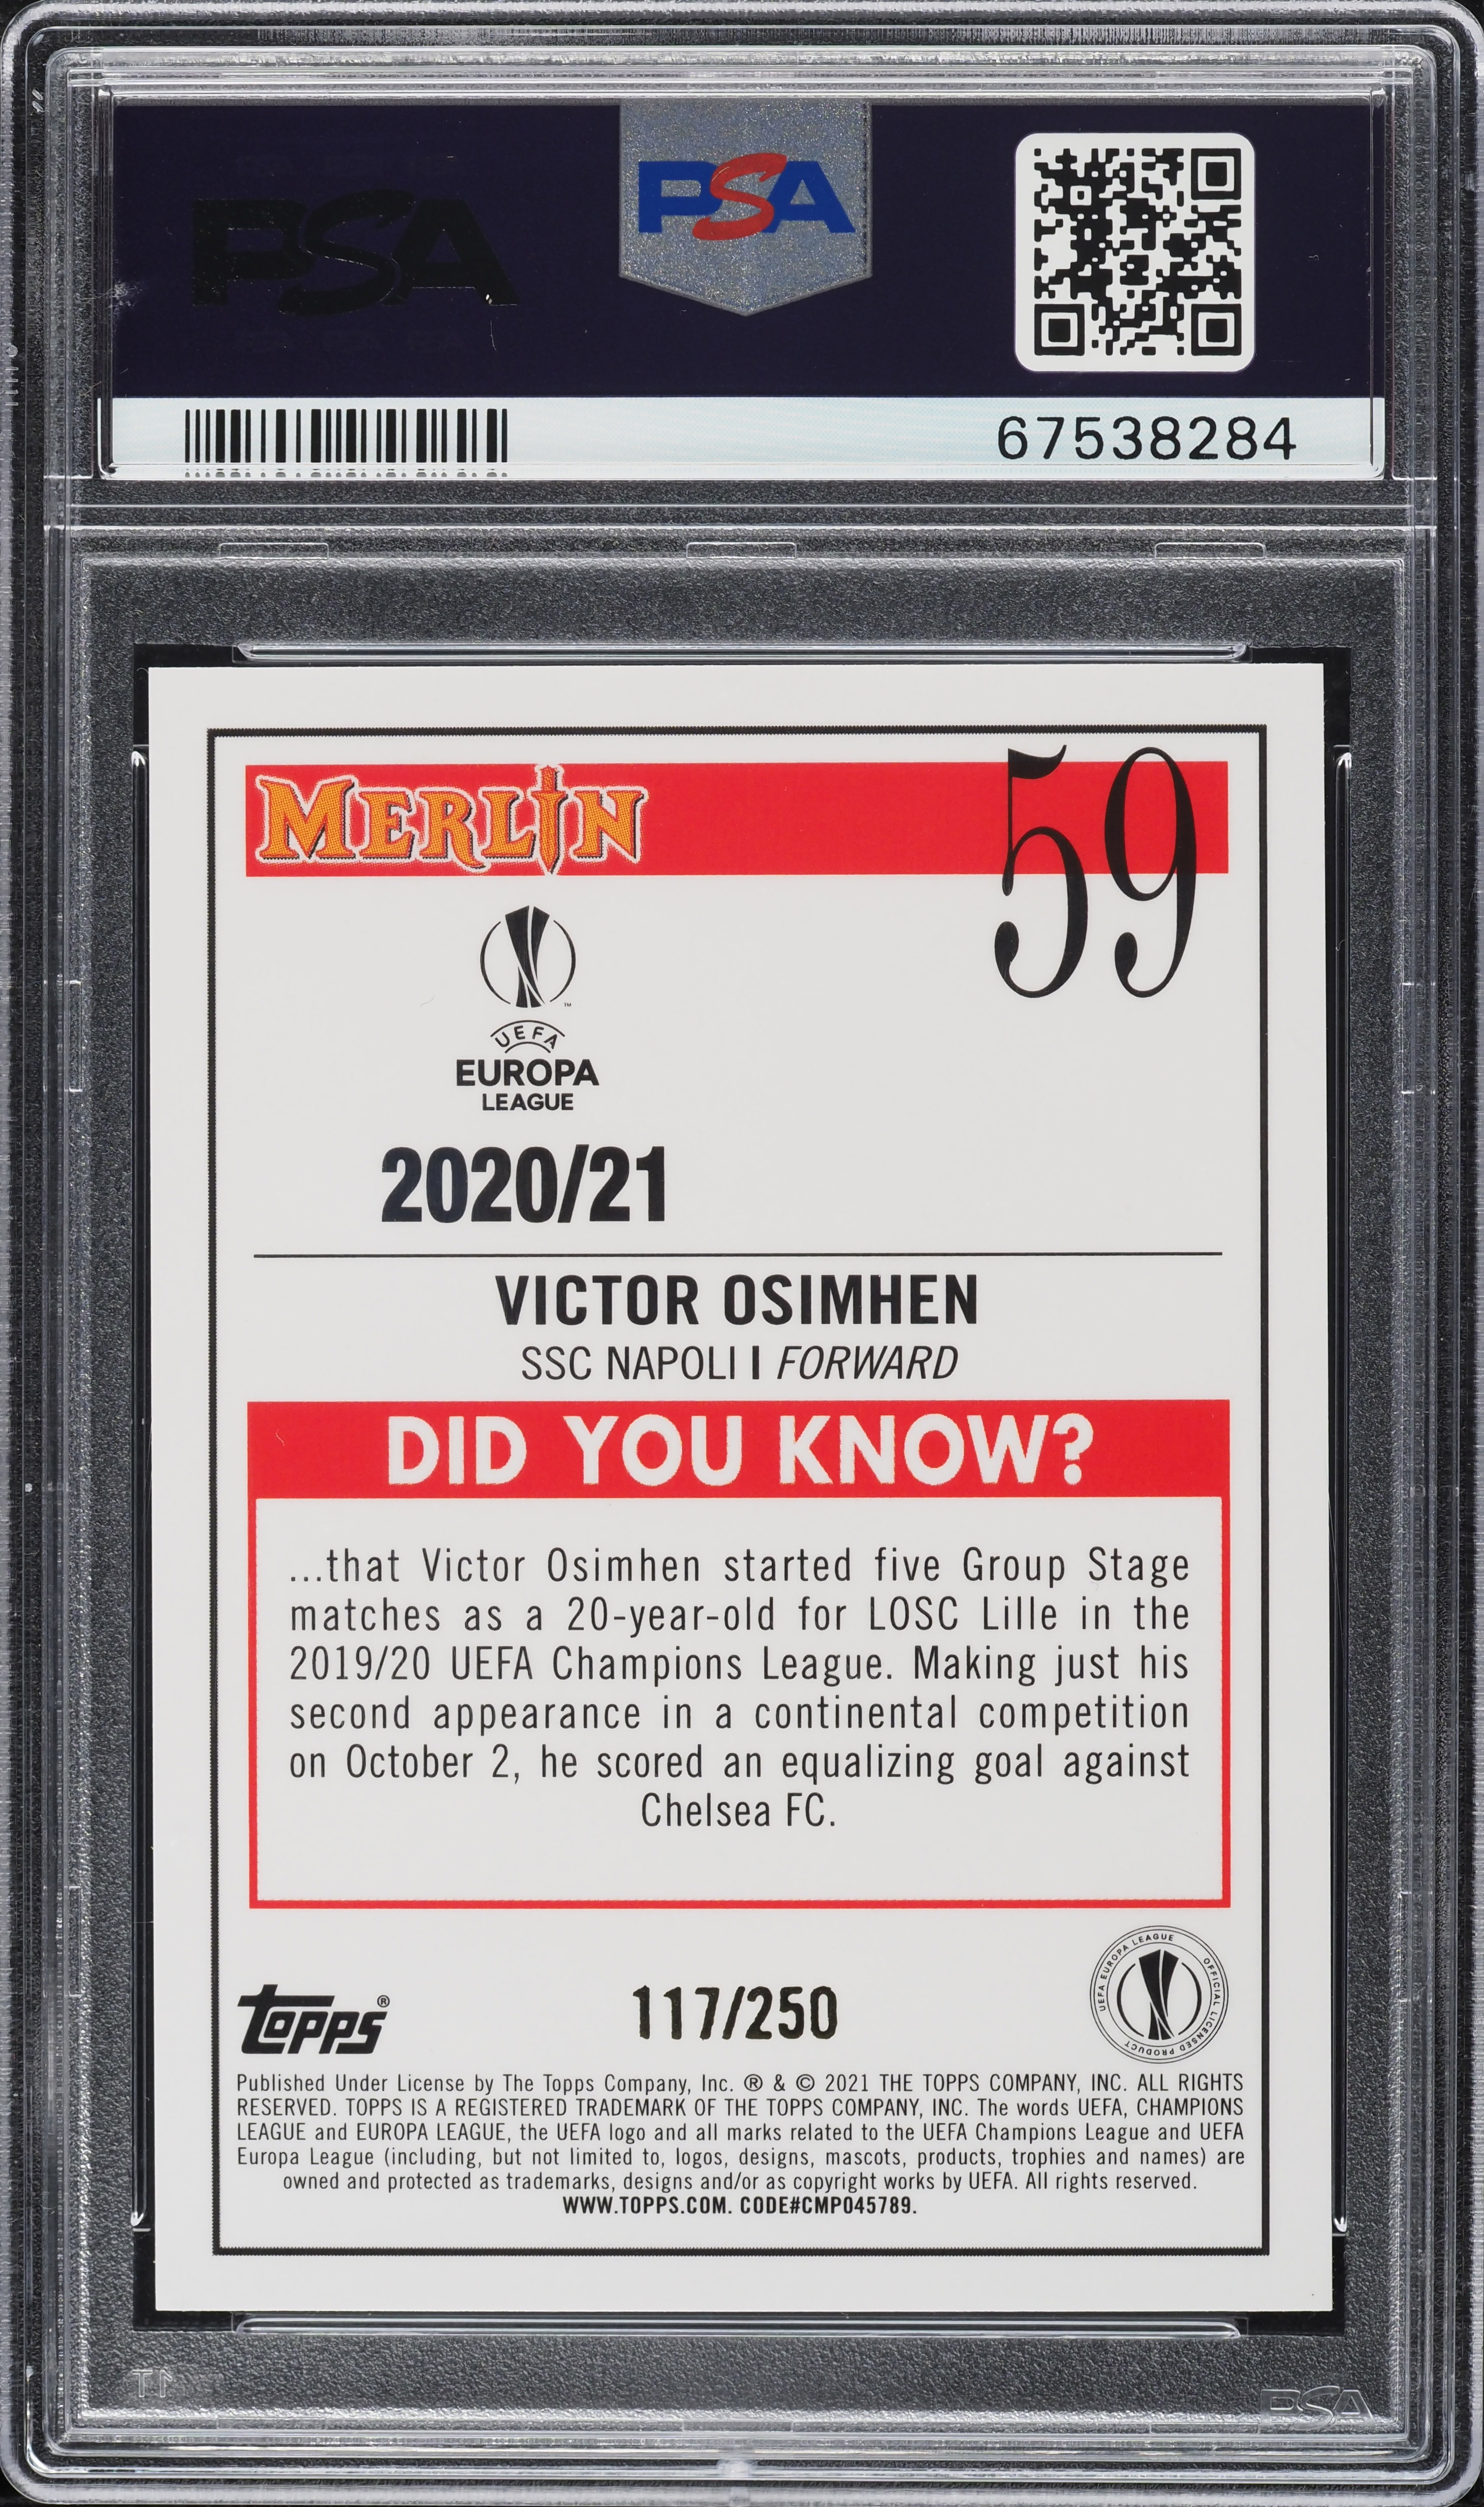 PSA
PSA
67538284
MERLIN
59
UEFA
EUROPA
LEAGUE
2020/21
VICTOR OSIMHEN
SSC NAPOLI | FORWARD
DID YOU KNOW?
...that Victor Osimhen started five Group Stage
matches as a 20-year-old for LOSC Lille in the
2019/20 UEFA Champions League. Making just his
second appearance in a continental competition
on October 2, he scored an equalizing goal against
Chelsea FC.
UEFA EUROPA LEAGUE
OFFICIAL LICENSED PRODUCT
topps®
117/250
Published Under License by The Topps Company, Inc. ® & © 2021 THE TOPPS COMPANY, INC. ALL RIGHTS
RESERVED. TOPPS IS A REGISTERED TRADEMARK OF THE TOPPS COMPANY, INC. The words UEFA, CHAMPIONS
LEAGUE and EUROPA LEAGUE, the UEFA logo and all marks related to the UEFA Champions League and UEFA
Europa League (including, but not limited to, logos, designs, mascots, products, trophies and names) are
owned and protected as trademarks, designs and/or as copyright works by UEFA. All rights reserved.
WWW.TOPPS.COM. CODE#CMP045789.
PSA